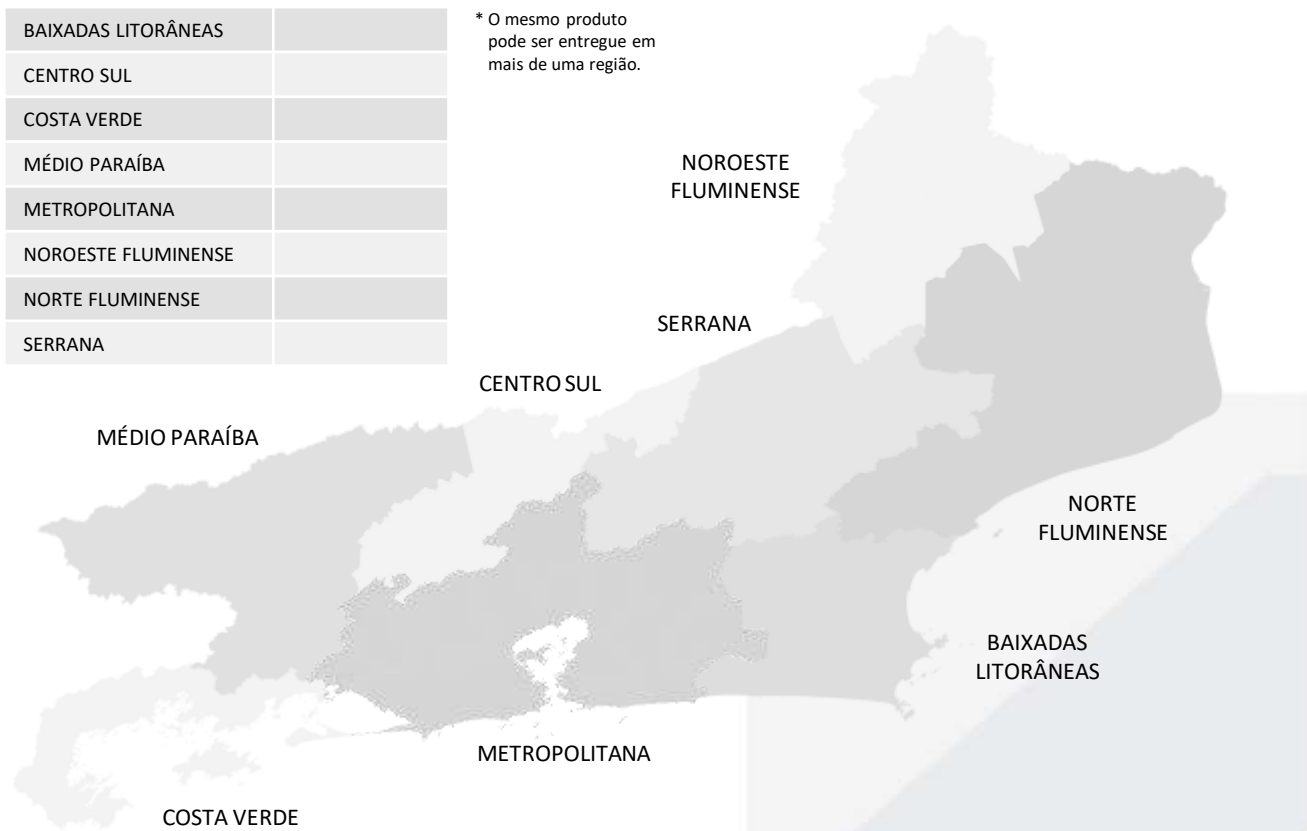 BAIXADAS LITORÂNEAS
CENTRO SUL
COSTA VERDE
MÉDIO PARAÍBA
METROPOLITANA
NOROESTE FLUMINENSE
NORTE FLUMINENSE
SERRANA
* O mesmo produto
pode ser entregue em
mais de uma região.
NOROESTE
FLUMINENSE
SERRANA
CENTRO SUL
MÉDIO PARAÍBA
NORTE
FLUMINENSE
BAIXADAS
LITORÂNEAS
METROPOLITANA
COSTA VERDE